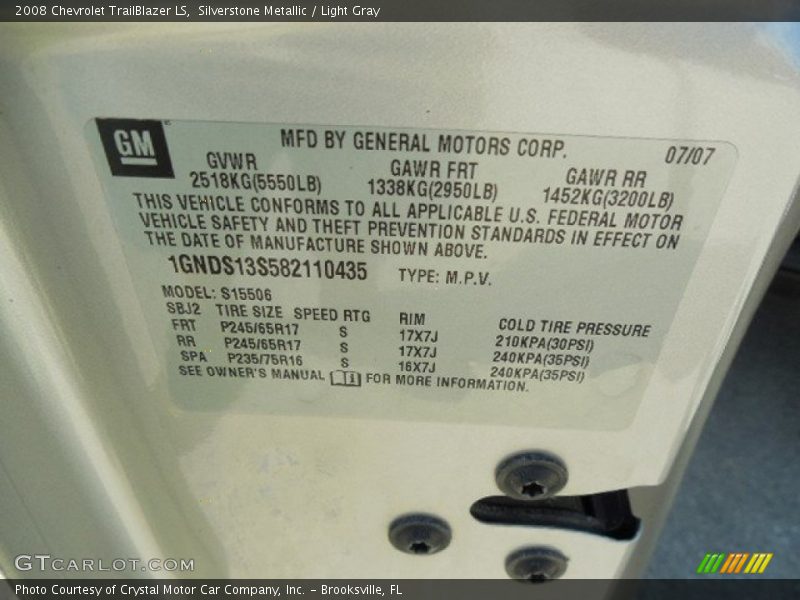 2008 Chevrolet TrailBlazer LS, Silverstone Metallic / Light Gray
GM MFD BY GENERAL MOTORS CORP. 07/07
GVWR GAWR FRT GAWR RR
2518KG(5550LB) 1338KG(2950LB) 1452KG(3200LB)
THIS VEHICLE CONFORMS TO ALL APPLICABLE U.S. FEDERAL MOTOR
VEHICLE SAFETY AND THEFT PREVENTION STANDARDS IN EFFECT ON
THE DATE OF MANUFACTURE SHOWN ABOVE.
1GNDS13S582110435 TYPE: M.P.V.
MODEL: S15506
SBJ2 TIRE SIZE SPEED RTG RIM COLD TIRE PRESSURE
FRT P245/65R17 S 17X7J 210KPA(30PSI)
RR P245/65R17 S 17X7J 240KPA(35PSI)
SPA P235/75R16 S 16X7J 240KPA(35PSI)
SEE OWNER'S MANUAL FOR MORE INFORMATION.
GTCARLOT.COM
Photo Courtesy of Crystal Motor Car Company, Inc. - Brooksville, FL